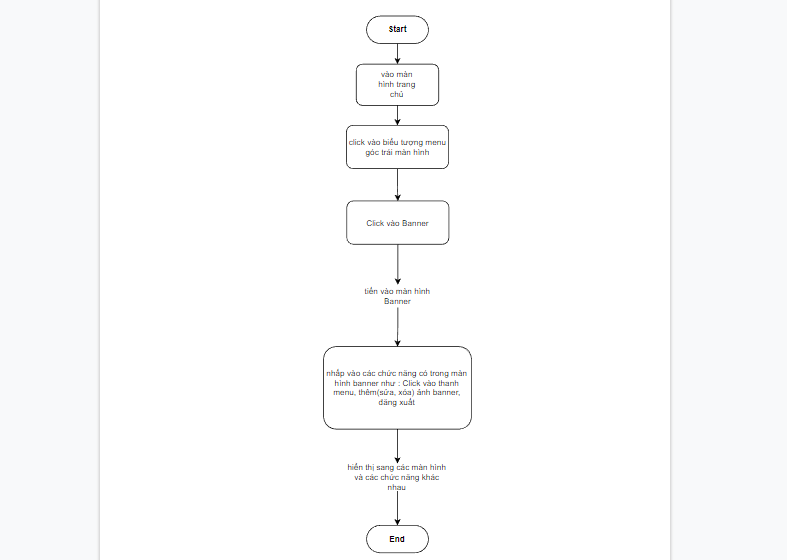 Start
vào màn
hình trang
chủ
click vào biểu tượng menu
góc trái màn hình
Click vào Banner
tiến vào màn hình
Banner
nhấp vào các chức năng có trong màn
hình banner như : Click vào thanh
menu, thêm(sửa, xóa) ảnh banner,
đăng xuất
hiển thị sang các màn hình
và các chức năng khác
nhau
End